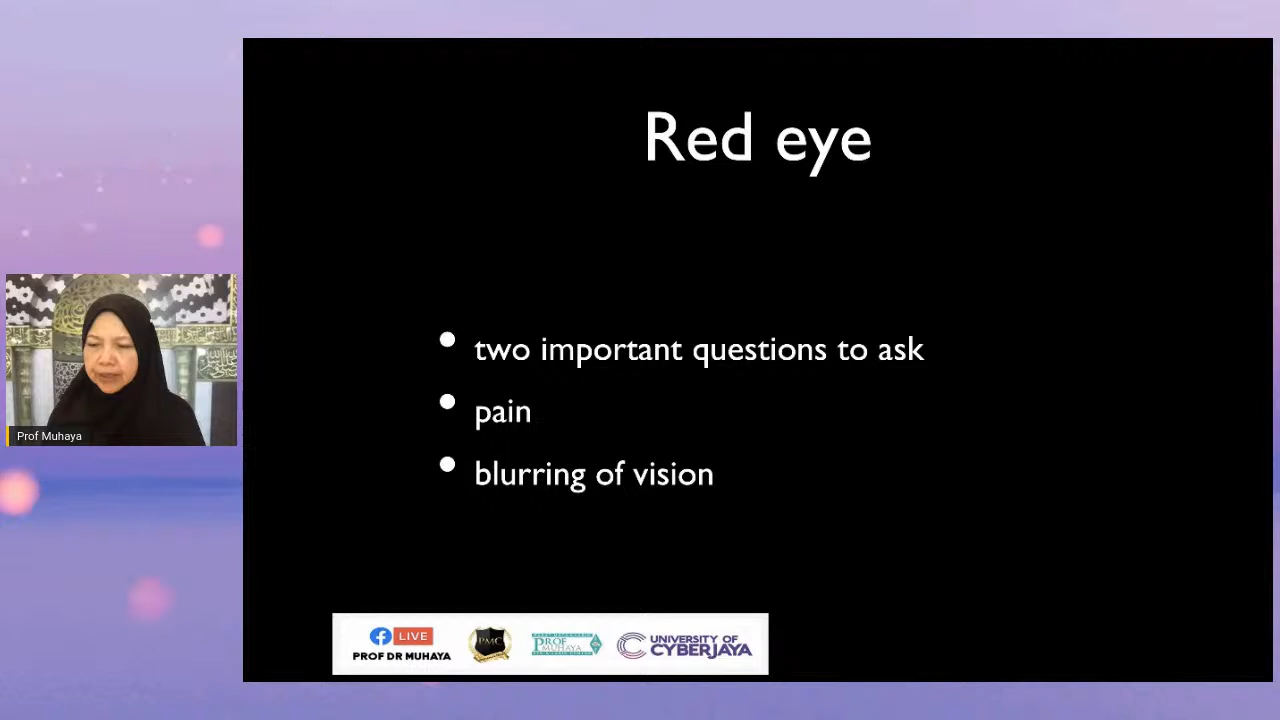 Red eye
two important questions to ask
pain
blurring of vision
Prof Muhaya
LIVE
PROF DR MUHAYA
PMC
PROF
MUHAYA
UNIVERSITY OF
CYBERJAYA